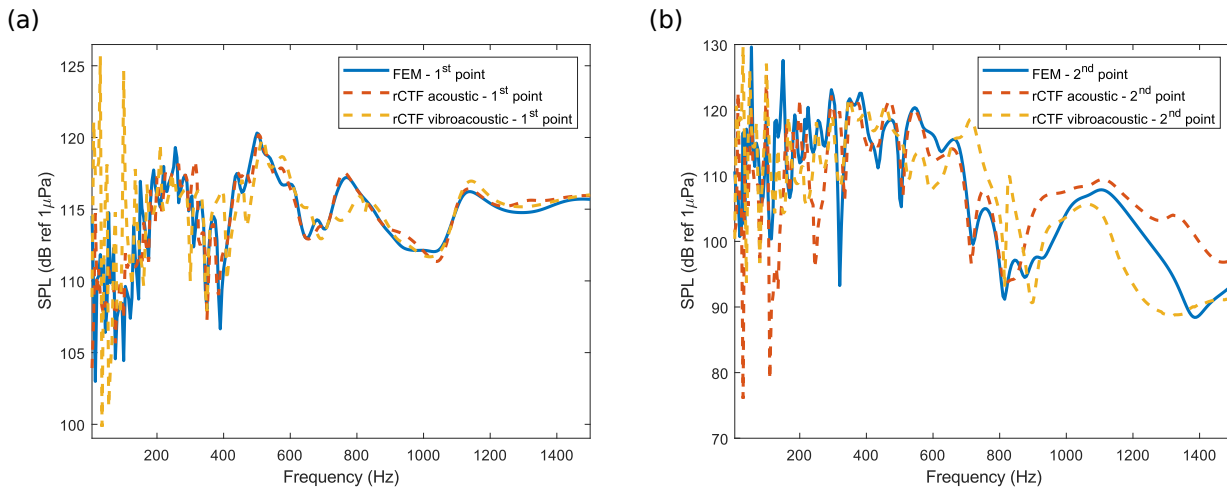 (a)
125
120
115
110
105
100
SPL (dB ref 1μPa)
200 400 600 800 1000 1200 1400
Frequency (Hz)
FEM - 1st point
rCTF acoustic - 1st point
rCTF vibroacoustic - 1st point
(b)
130
120
110
100
90
80
70
SPL (dB ref 1μPa)
200 400 600 800 1000 1200 1400
Frequency (Hz)
FEM - 2nd point
rCTF acoustic - 2nd point
rCTF vibroacoustic - 2nd point